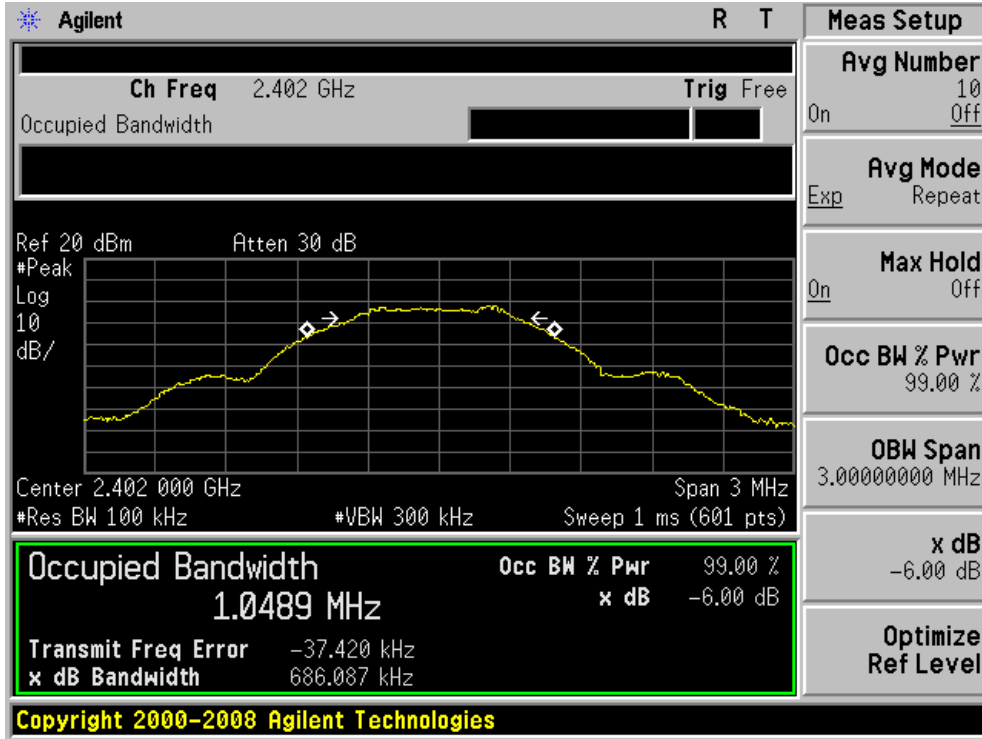 Agilent R T
Ch Freq 2.402 GHz Trig Free
Occupied Bandwidth
Ref 20 dBm Atten 30 dB
#Peak
Log
10
dB/
Center 2.402 000 GHz Span 3 MHz
#Res BW 100 kHz #VBW 300 kHz Sweep 1 ms (601 pts)
Occupied Bandwidth
1.0489 MHz
Occ BW % Pwr 99.00 %
x dB -6.00 dB
Transmit Freq Error -37.420 kHz
x dB Bandwidth 686.087 kHz
Copyright 2000-2008 Agilent Technologies
Meas Setup
Avg Number
10
On Off
Avg Mode
Exp Repeat
Max Hold
On Off
Occ BW % Pwr
99.00 %
OBW Span
3.00000000 MHz
x dB
-6.00 dB
Optimize
Ref Level